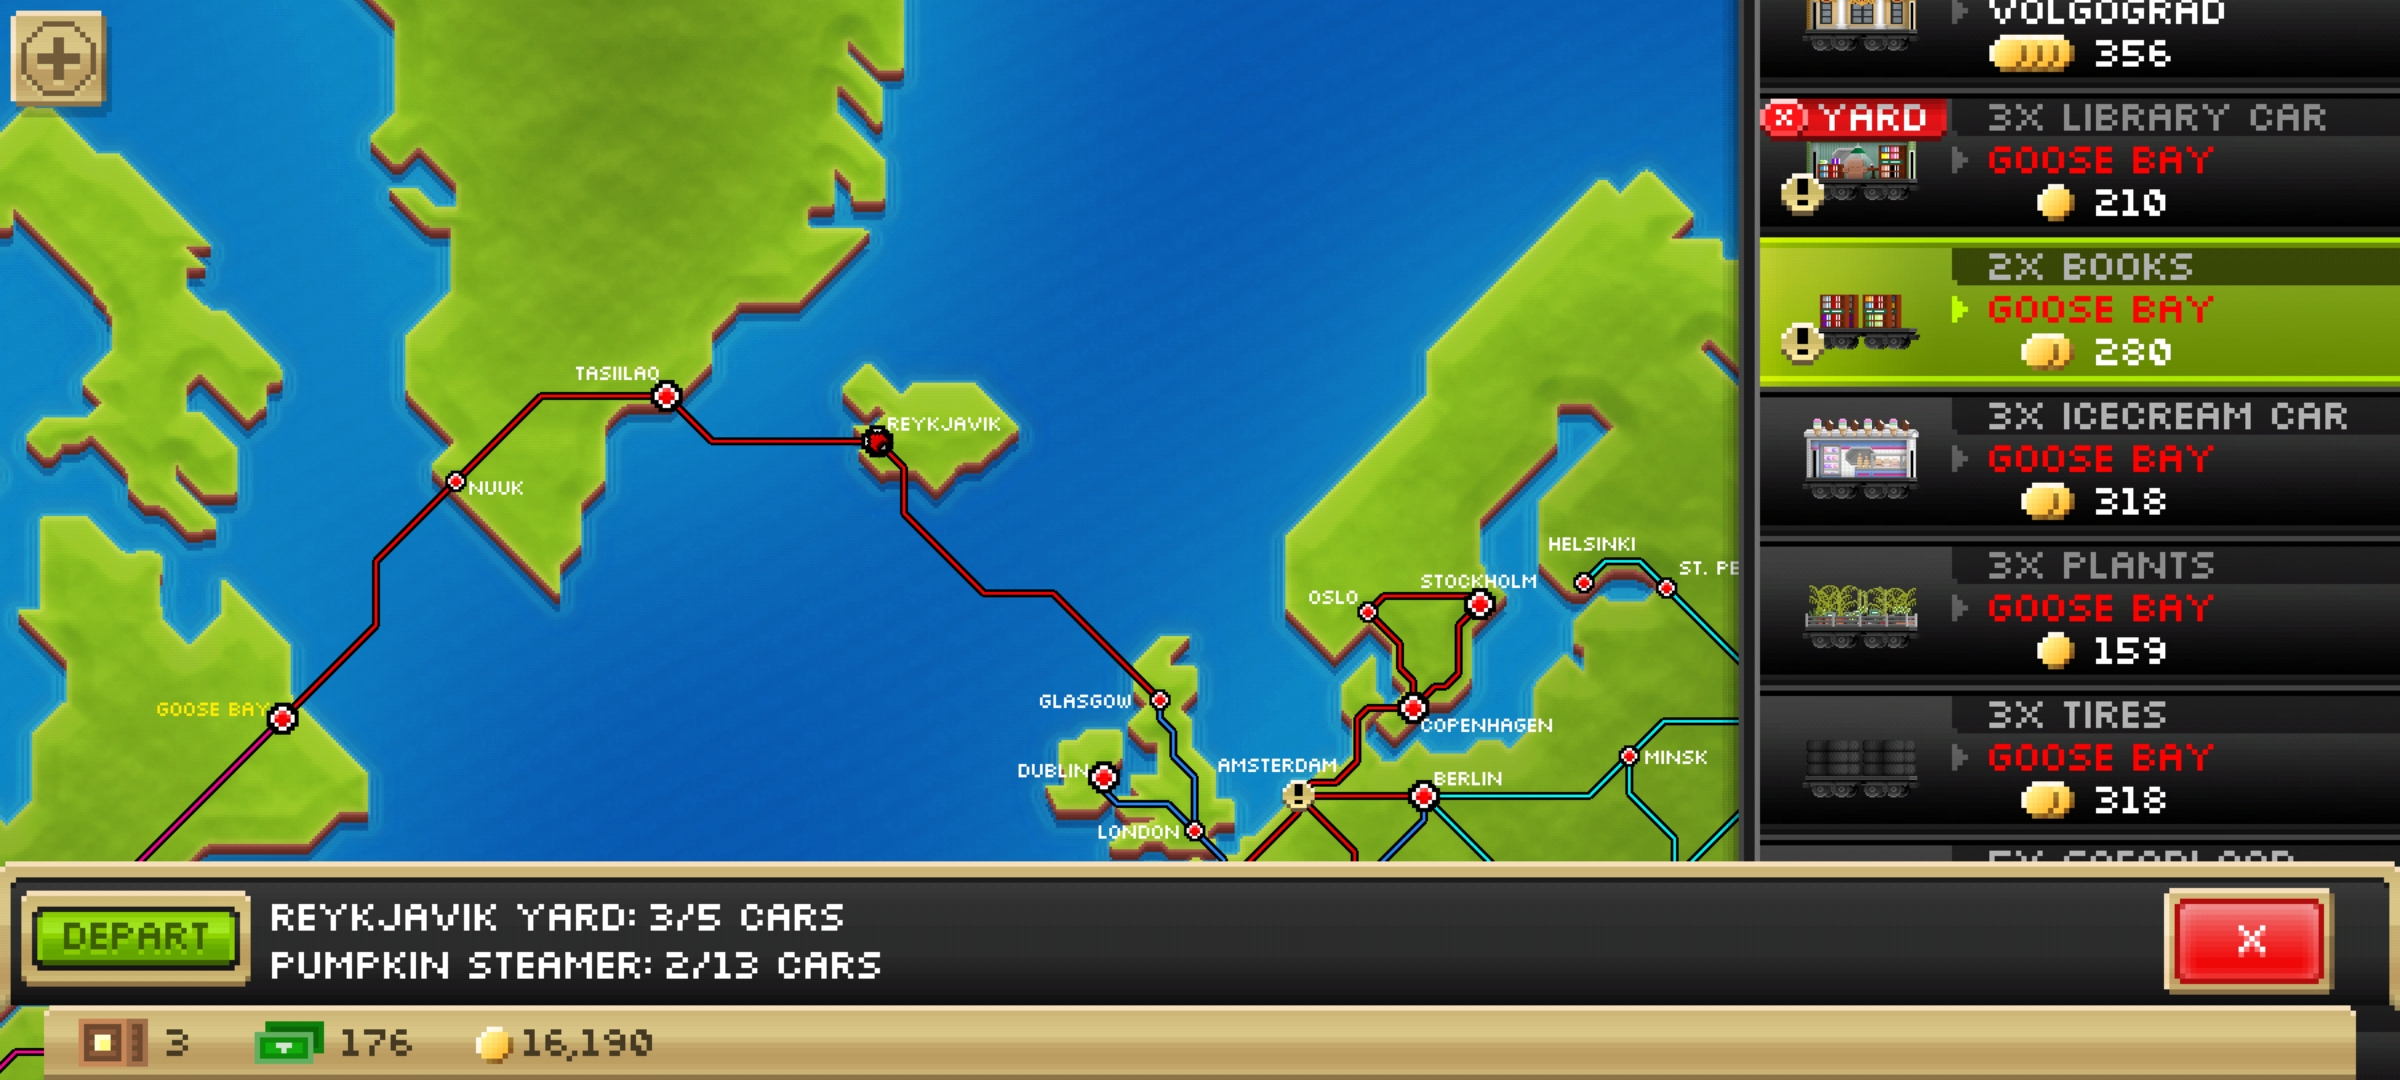 VOLGOGRAD
356
YARD
3X LIBRARY CAR
GOOSE BAY
210
2X BOOKS
GOOSE BAY
280
3X ICECREAM CAR
GOOSE BAY
318
3X PLANTS
GOOSE BAY
159
3X TIRES
GOOSE BAY
318
TASIILAQ
REYKJAVIK
NUUK
HELSINKI
ST. PE
STOCKHOLM
OSLO
GLASGOW
GOOSE BAY
COPENHAGEN
AMSTERDAM
MINSK
DUBLIN
BERLIN
LONDON
DEPART
REYKJAVIK YARD: 3/5 CARS
PUMPKIN STEAMER: 2/13 CARS
X
3
176
16,190